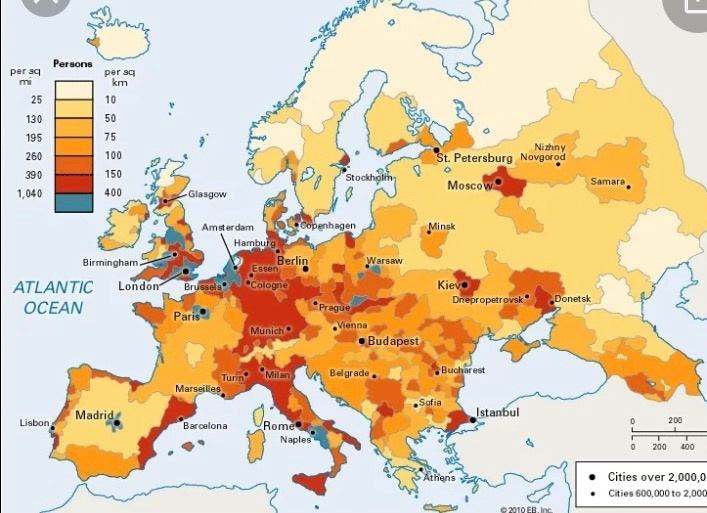 Persons
per sq
mi
per sq
km
25 10
130 50
195 75
260 100
390 150
1,040 400
ATLANTIC
OCEAN
Glasgow
Birmingham
London
Amsterdam
Brussels
Hamburg
Copenhagen
Stockholm
St. Petersburg
Nizhny
Novgorod
Moscow
Samara
Minsk
Berlin
Essen
Cologne
Warsaw
Kiev
Dnepropetrovsk
Donetsk
Paris
Prague
Munich
Vienna
Budapest
Turin
Milan
Belgrade
Bucharest
Marseilles
Sofia
Istanbul
Madrid
Lisbon
Barcelona
Rome
Naples
Athens
0 200
0 200 400
Cities over 2,000,0
Cities 600,000 to 2,000
© 2010 EB, Inc.